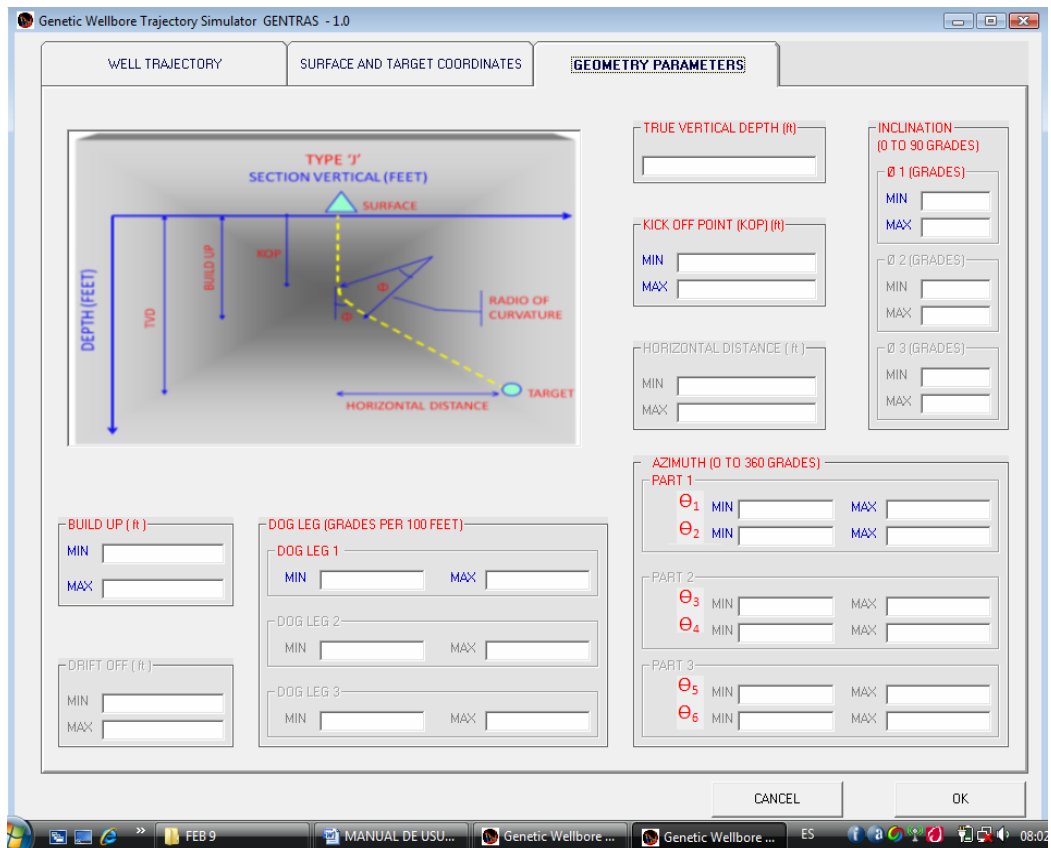 Genetic Wellbore Trajectory Simulator GENTRAS - 1.0
WELL TRAJECTORY
SURFACE AND TARGET COORDINATES
GEOMETRY PARAMETERS
TYPE 'J'
SECTION VERTICAL (FEET)
SURFACE
DEPTH (FEET)
TVD
BUILD UP
KOP
Φ
Θ
RADIO OF
CURVATURE
TARGET
HORIZONTAL DISTANCE
TRUE VERTICAL DEPTH (ft)
KICK OFF POINT (KOP) (ft)
MIN
MAX
HORIZONTAL DISTANCE ( ft )
MIN
MAX
INCLINATION
(0 TO 90 GRADES)
Ø 1 (GRADES)
MIN
MAX
Ø 2 (GRADES)
MIN
MAX
Ø 3 (GRADES)
MIN
MAX
BUILD UP ( ft )
MIN
MAX
DRIFT OFF ( ft )
MIN
MAX
DOG LEG (GRADES PER 100 FEET)
DOG LEG 1
MIN MAX
DOG LEG 2
MIN MAX
DOG LEG 3
MIN MAX
AZIMUTH (0 TO 360 GRADES)
PART 1
Θ1 MIN MAX
Θ2 MIN MAX
PART 2
Θ3 MIN MAX
Θ4 MIN MAX
PART 3
Θ5 MIN MAX
Θ6 MIN MAX
CANCEL OK
» FEB 9 MANUAL DE USU... Genetic Wellbore ... Genetic Wellbore ... ES 08:02